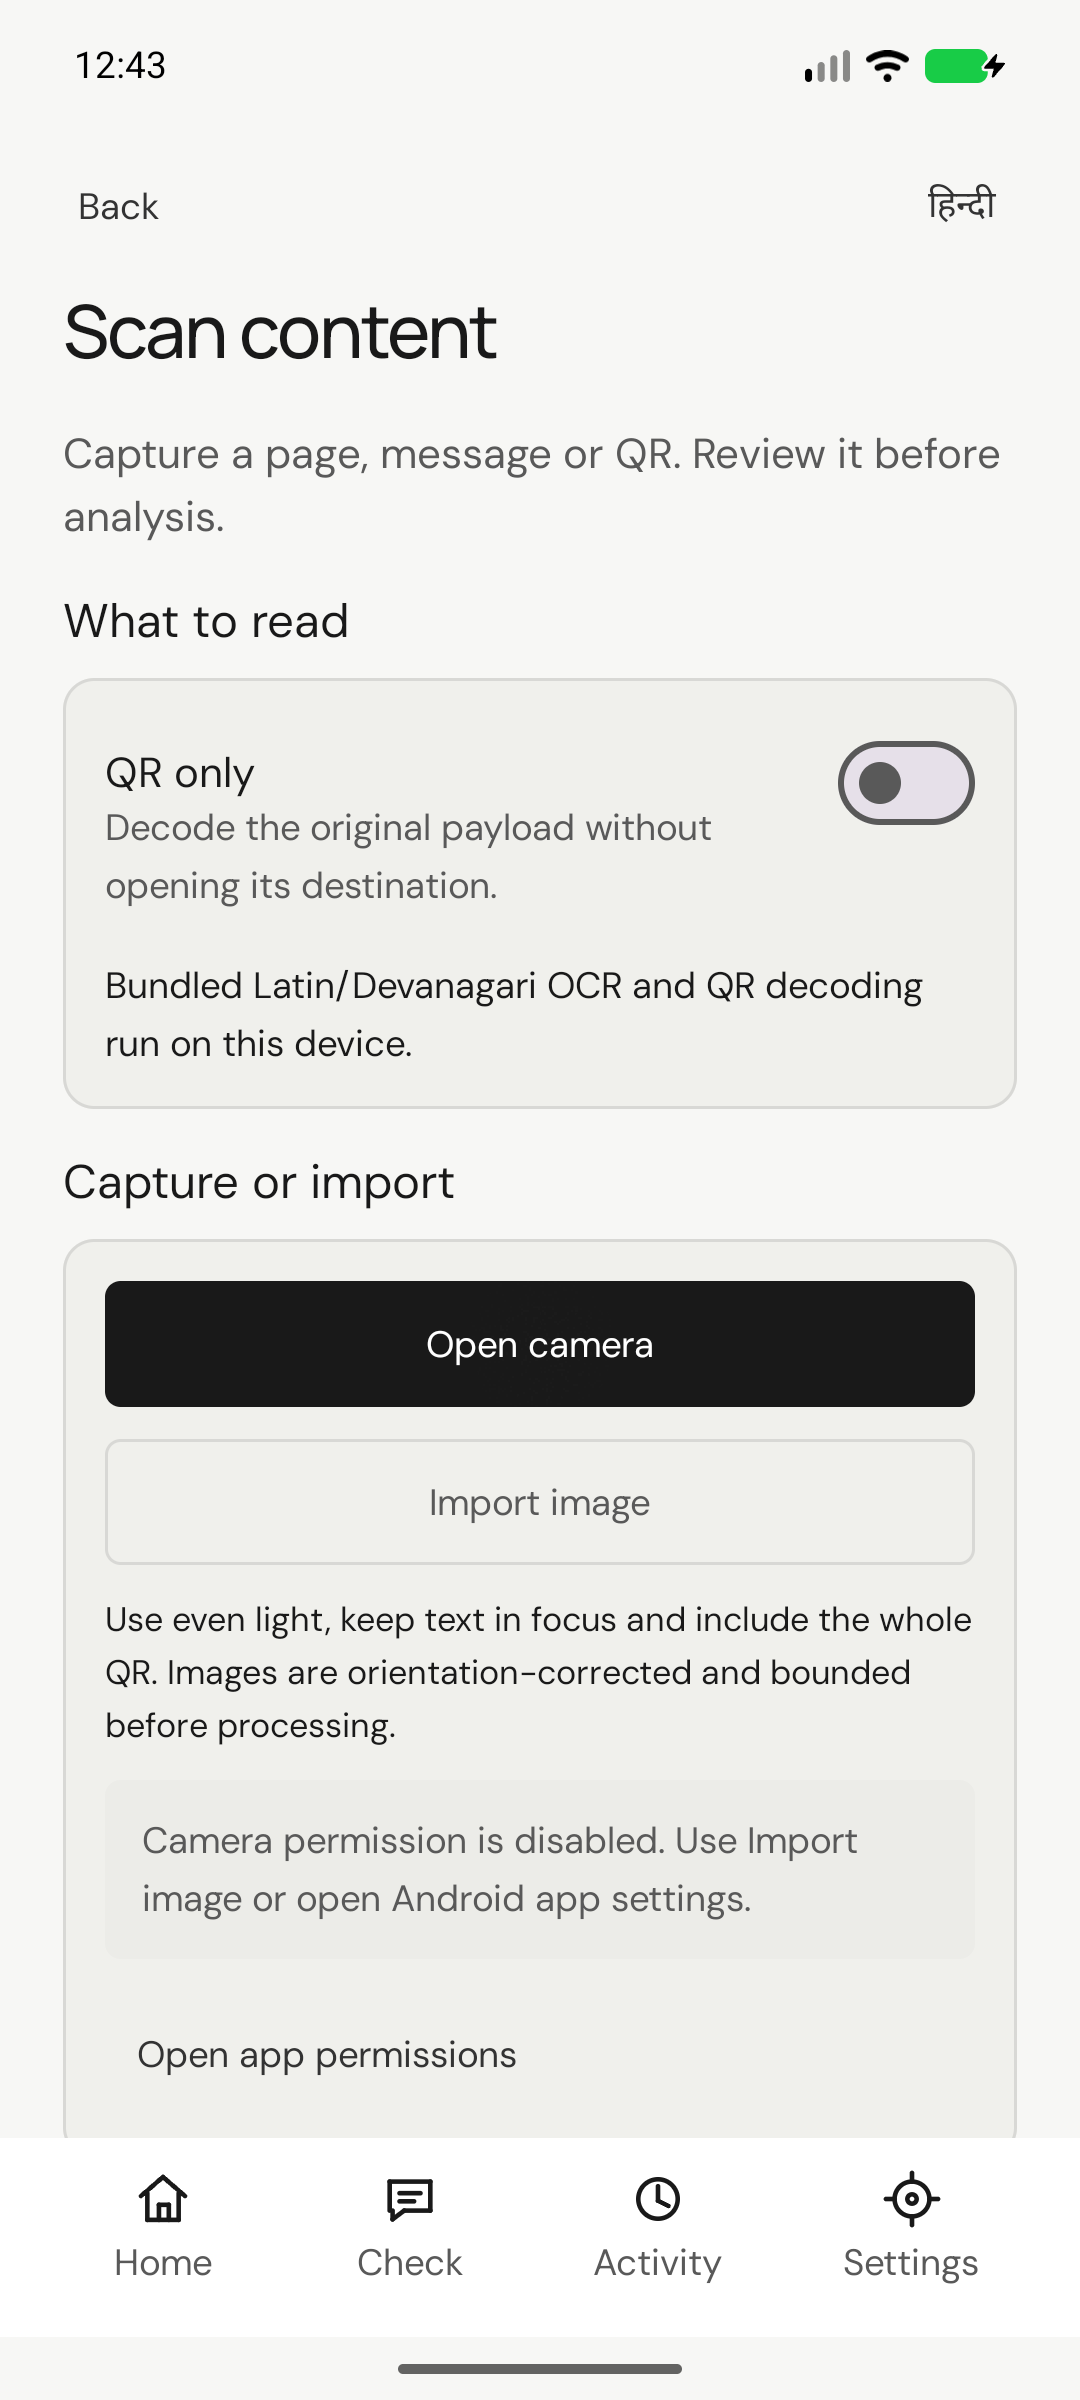 12:43
Back
हिन्दी
Scan content
Capture a page, message or QR. Review it before
analysis.
What to read
QR only
Decode the original payload without
opening its destination.
Bundled Latin/Devanagari OCR and QR decoding
run on this device.
Capture or import
Open camera
Import image
Use even light, keep text in focus and include the whole
QR. Images are orientation-corrected and bounded
before processing.
Camera permission is disabled. Use Import
image or open Android app settings.
Open app permissions
Home
Check
Activity
Settings